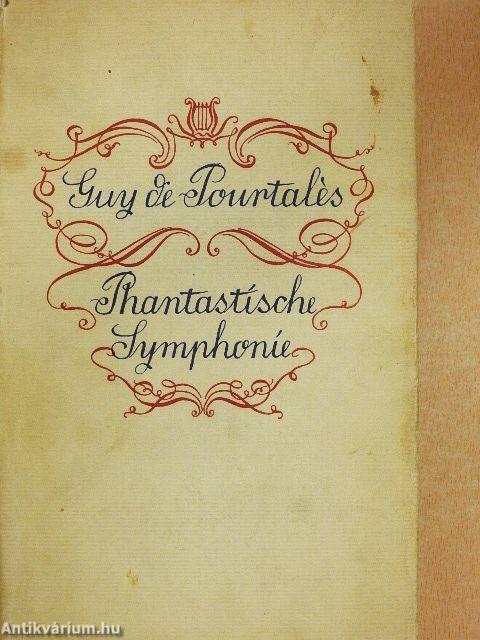 Guy de Pourtalès
Phantastische
Symphonie
Antikvárium.hu